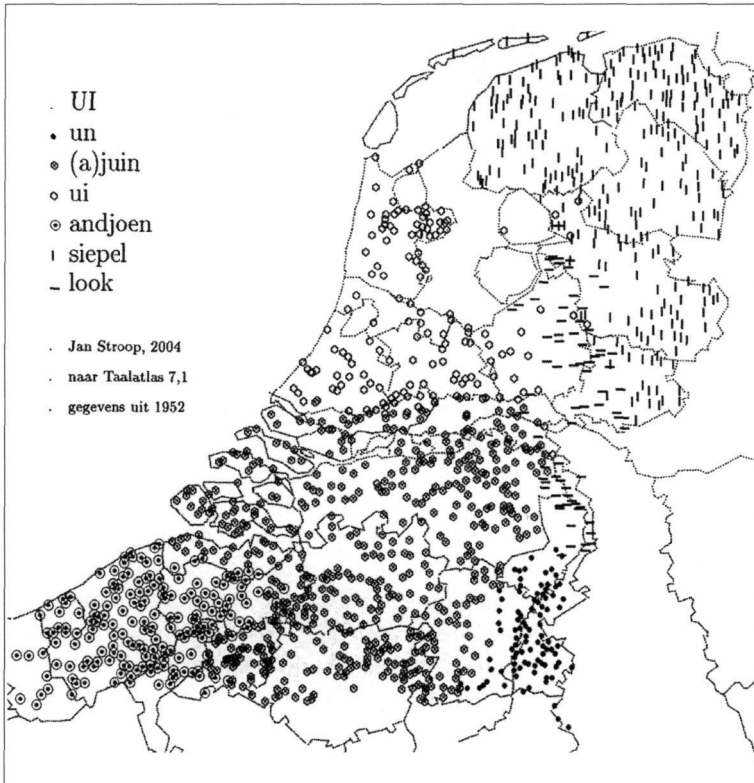 UI
un
(a)juin
ui
andjoen
siepel
look
Jan Stroop, 2004
naar Taalatlas 7,1
gegevens uit 1952